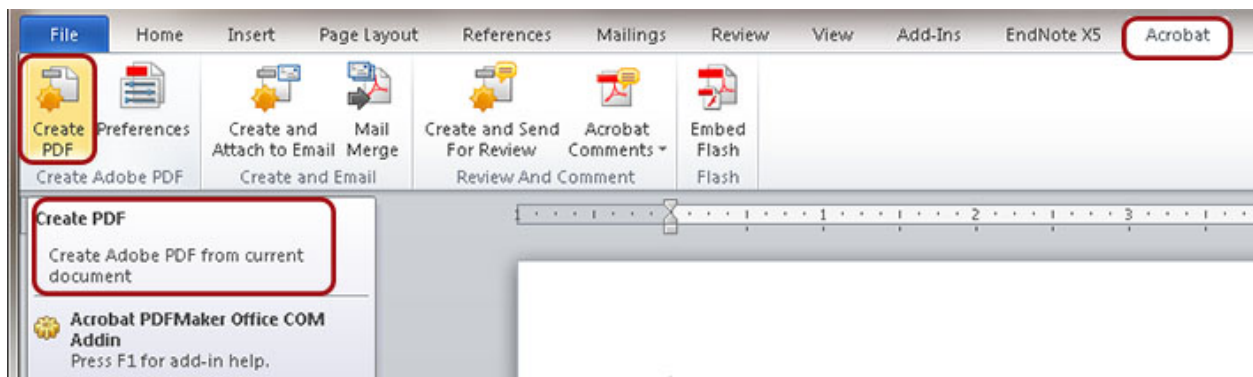 File Home Insert Page Layout References Mailings Review View Add-Ins EndNote X5 Acrobat
Create PDF
Preferences
Create and Attach to Email
Mail Merge
Create and Send For Review
Acrobat Comments
Embed Flash
Create Adobe PDF
Create and Email
Review And Comment
Flash
1 1 2 3
Create PDF
Create Adobe PDF from current
document
Acrobat PDFMaker Office COM
Addin
Press F1 for add-in help.